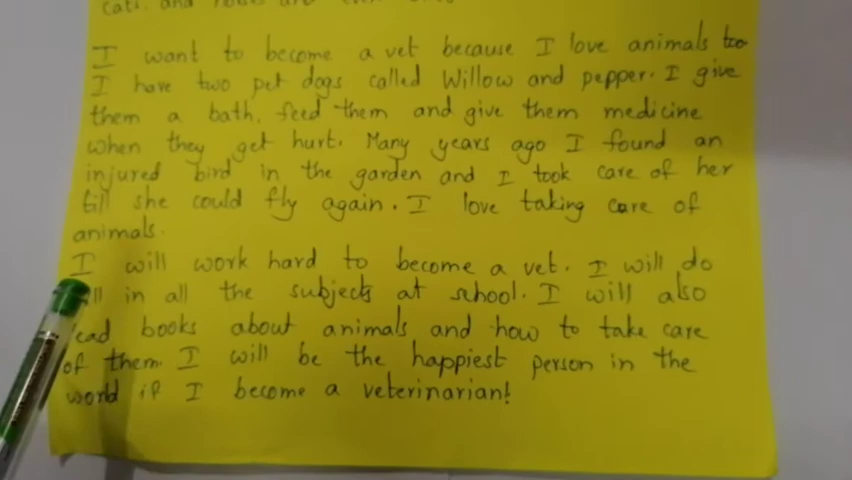 I want to become a vet because I love animals too
I have two pet dogs called Willow and pepper. I give
them a bath, feed them and give them medicine
when they get hurt. Many years ago I found an
injured bird in the garden and I took care of her
till she could fly again. I love taking care of
animals.
I will work hard to become a vet. I will do
in all the subjects at school. I will also
read books about animals and how to take care
of them. I will be the happiest person in the
world if I become a veterinarian!